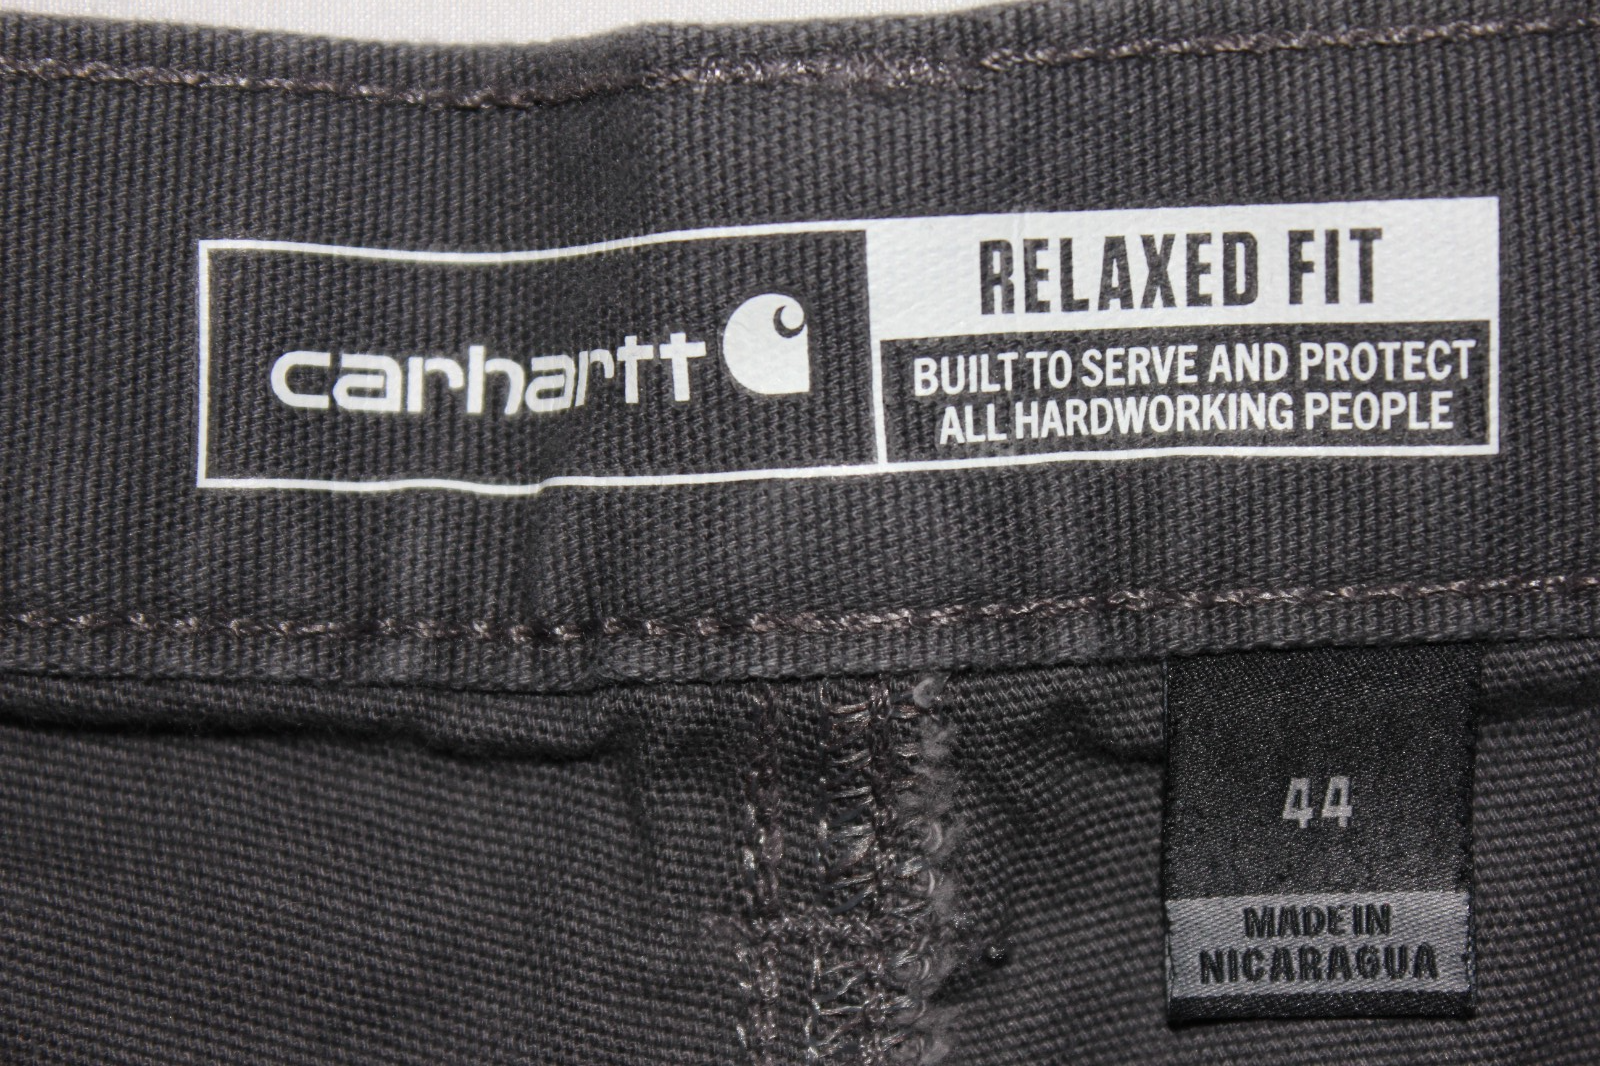 carhartt
RELAXED FIT
BUILT TO SERVE AND PROTECT
ALL HARDWORKING PEOPLE
44
MADE IN
NICARAGUA